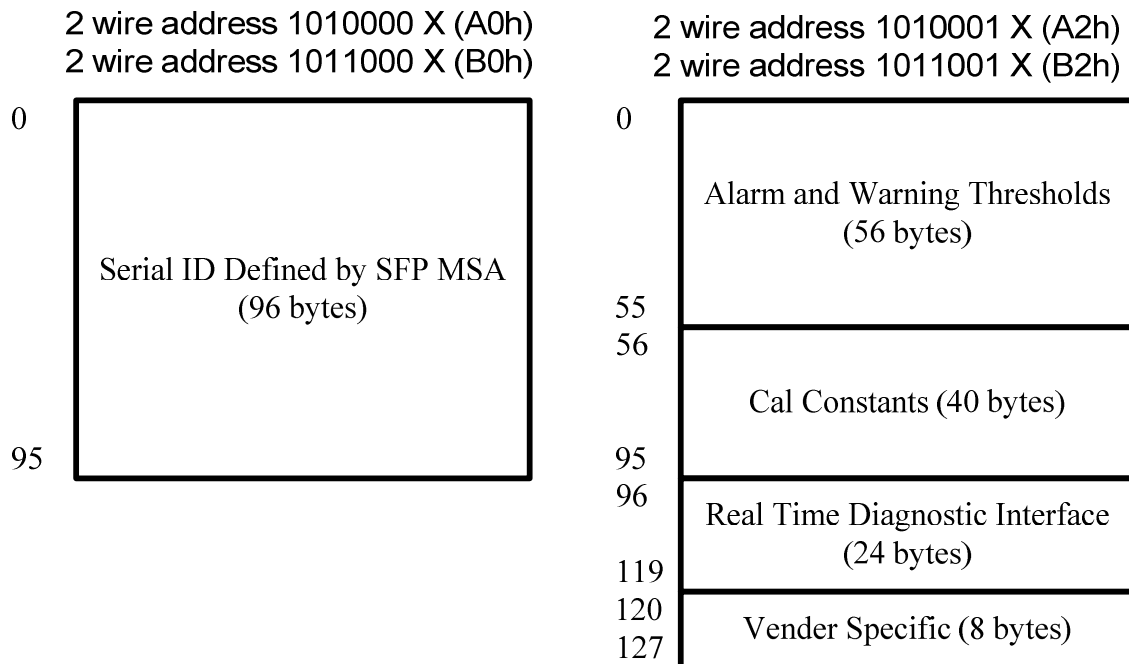 2 wire address 1010000 X (A0h)
2 wire address 1011000 X (B0h)
0
Serial ID Defined by SFP MSA
(96 bytes)
95
2 wire address 1010001 X (A2h)
2 wire address 1011001 X (B2h)
0
Alarm and Warning Thresholds
(56 bytes)
55
56
Cal Constants (40 bytes)
95
96
Real Time Diagnostic Interface
(24 bytes)
119
120
Vender Specific (8 bytes)
127